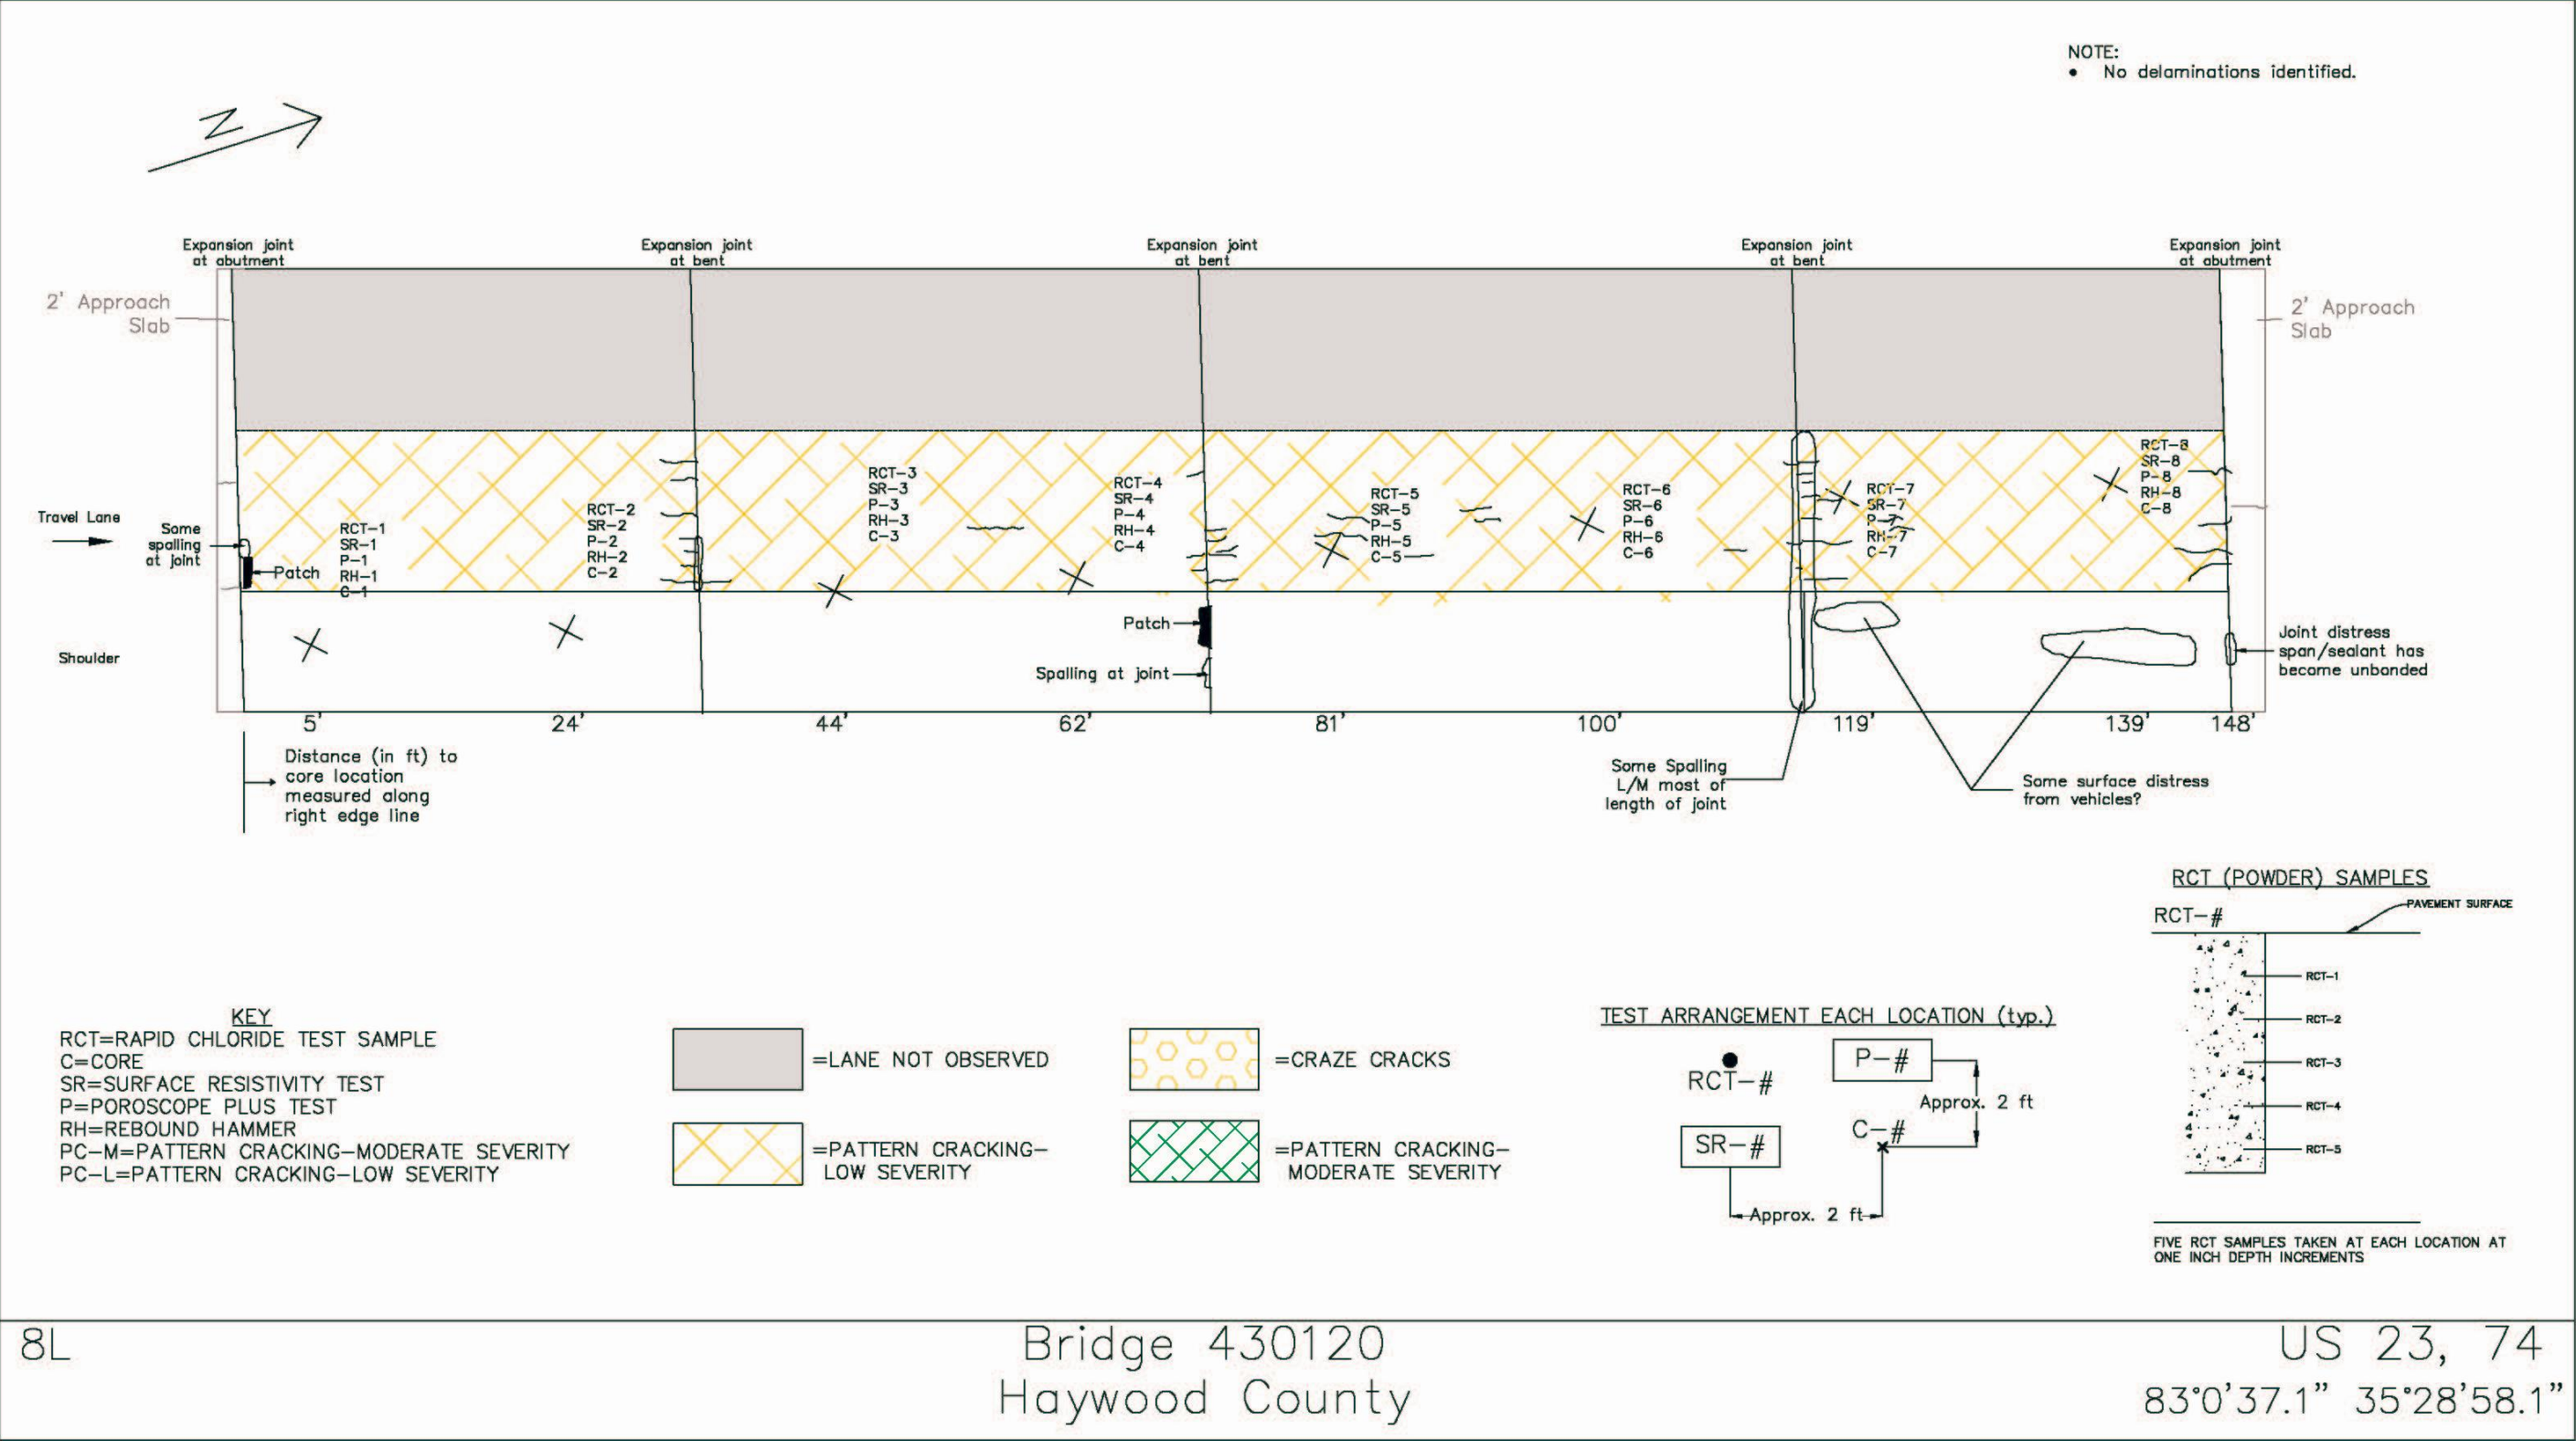 NOTE:
• No delaminations identified.
N
Expansion joint
at abutment
Expansion joint
at bent
Expansion joint
at bent
Expansion joint
at bent
Expansion joint
at abutment
2' Approach
Slab
2' Approach
Slab
Travel Lane
Some
spalling
at joint
Patch
RCT-1
SR-1
P-1
RH-1
C-1
RCT-2
SR-2
P-2
RH-2
C-2
RCT-3
SR-3
P-3
RH-3
C-3
RCT-4
SR-4
P-4
RH-4
C-4
RCT-5
SR-5
P-5
RH-5
C-5
RCT-6
SR-6
P-6
RH-6
C-6
RCT-7
SR-7
P-7
RH-7
C-7
RCT-8
SR-8
P-8
RH-8
C-8
Shoulder
Patch
Spalling at joint
Joint distress
span/sealant has
become unbonded
5' 24' 44' 62' 81' 100' 119' 139' 148'
Distance (in ft) to
core location
measured along
right edge line
Some Spalling
L/M most of
length of joint
Some surface distress
from vehicles?
RCT (POWDER) SAMPLES
RCT-#
PAVEMENT SURFACE
RCT-1
RCT-2
RCT-3
RCT-4
RCT-5
FIVE RCT SAMPLES TAKEN AT EACH LOCATION AT
ONE INCH DEPTH INCREMENTS
KEY
RCT=RAPID CHLORIDE TEST SAMPLE
C=CORE
SR=SURFACE RESISTIVITY TEST
P=POROSCOPE PLUS TEST
RH=REBOUND HAMMER
PC-M=PATTERN CRACKING-MODERATE SEVERITY
PC-L=PATTERN CRACKING-LOW SEVERITY
=LANE NOT OBSERVED
=PATTERN CRACKING-
LOW SEVERITY
=CRAZE CRACKS
=PATTERN CRACKING-
MODERATE SEVERITY
TEST ARRANGEMENT EACH LOCATION (typ.)
RCT-#
P-#
Approx. 2 ft
C-#
SR-#
Approx. 2 ft
8L
Bridge 430120
Haywood County
US 23, 74
83°0'37.1" 35°28'58.1"